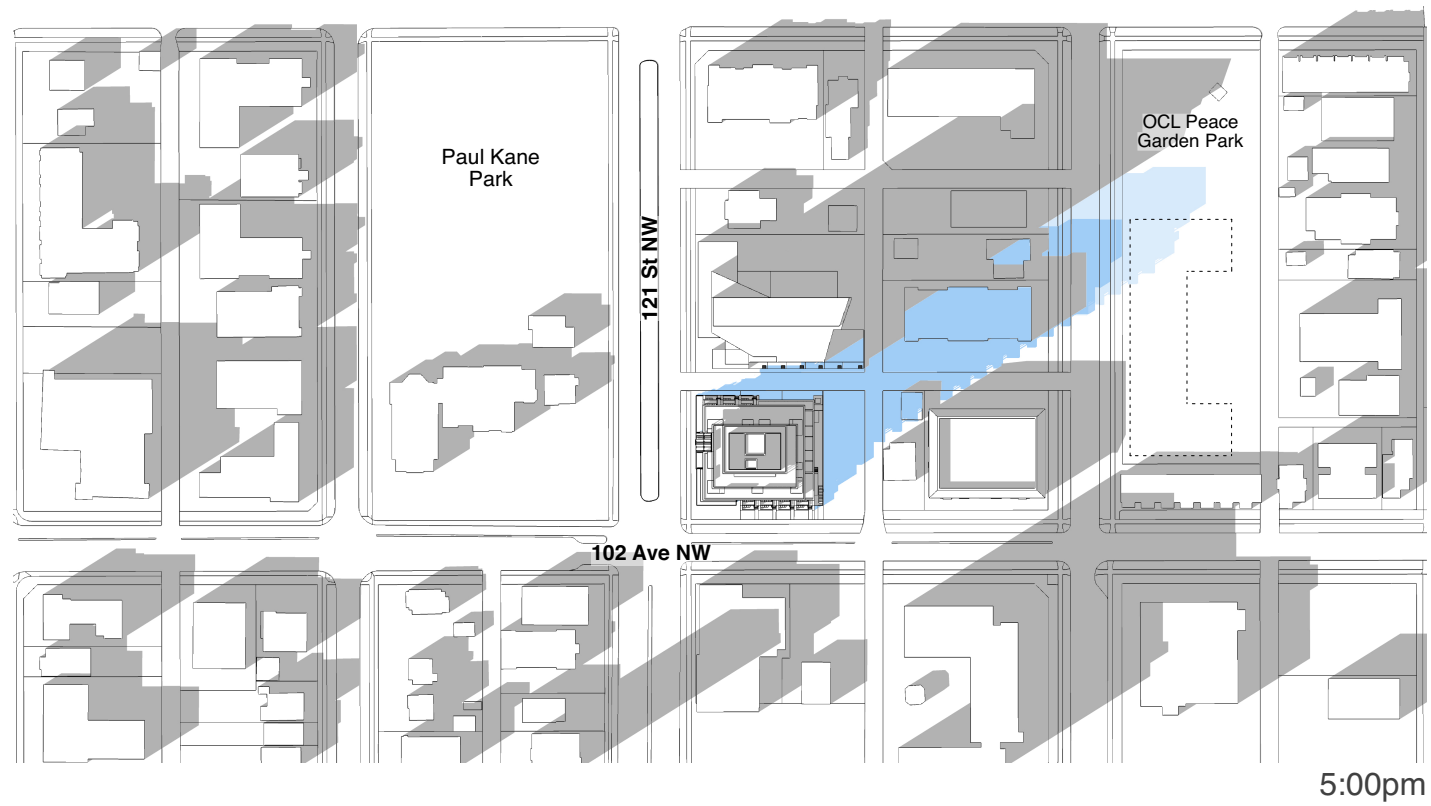 Paul Kane
Park
121 St NW
OCL Peace
Garden Park
102 Ave NW
5:00pm